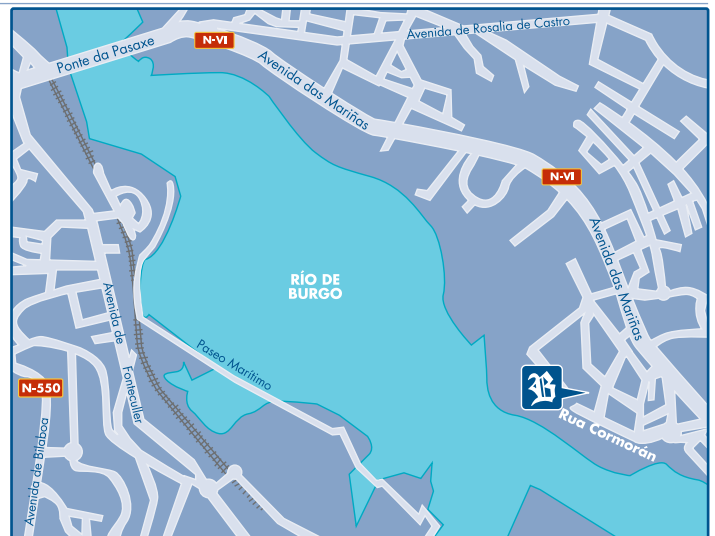 Avenida de Rosalia de Castro
N-VI
Ponte da Pasaxe
Avenida das Mariñas
N-VI
Avenida das Mariñas
RÍO DE
BURGO
Avenida de
Fonteculler
Paseo Marítimo
N-550
B
Rua Cormorán
Avenida de Bilaboa